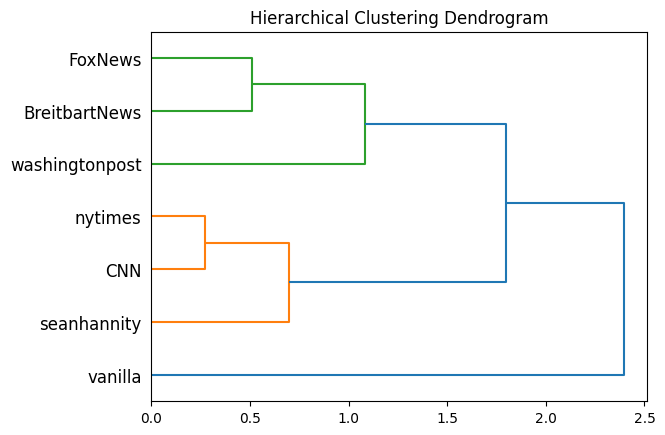 Hierarchical Clustering Dendrogram
FoxNews
BreitbartNews
washingtonpost
nytimes
CNN
seanhannity
vanilla
0.0 0.5 1.0 1.5 2.0 2.5